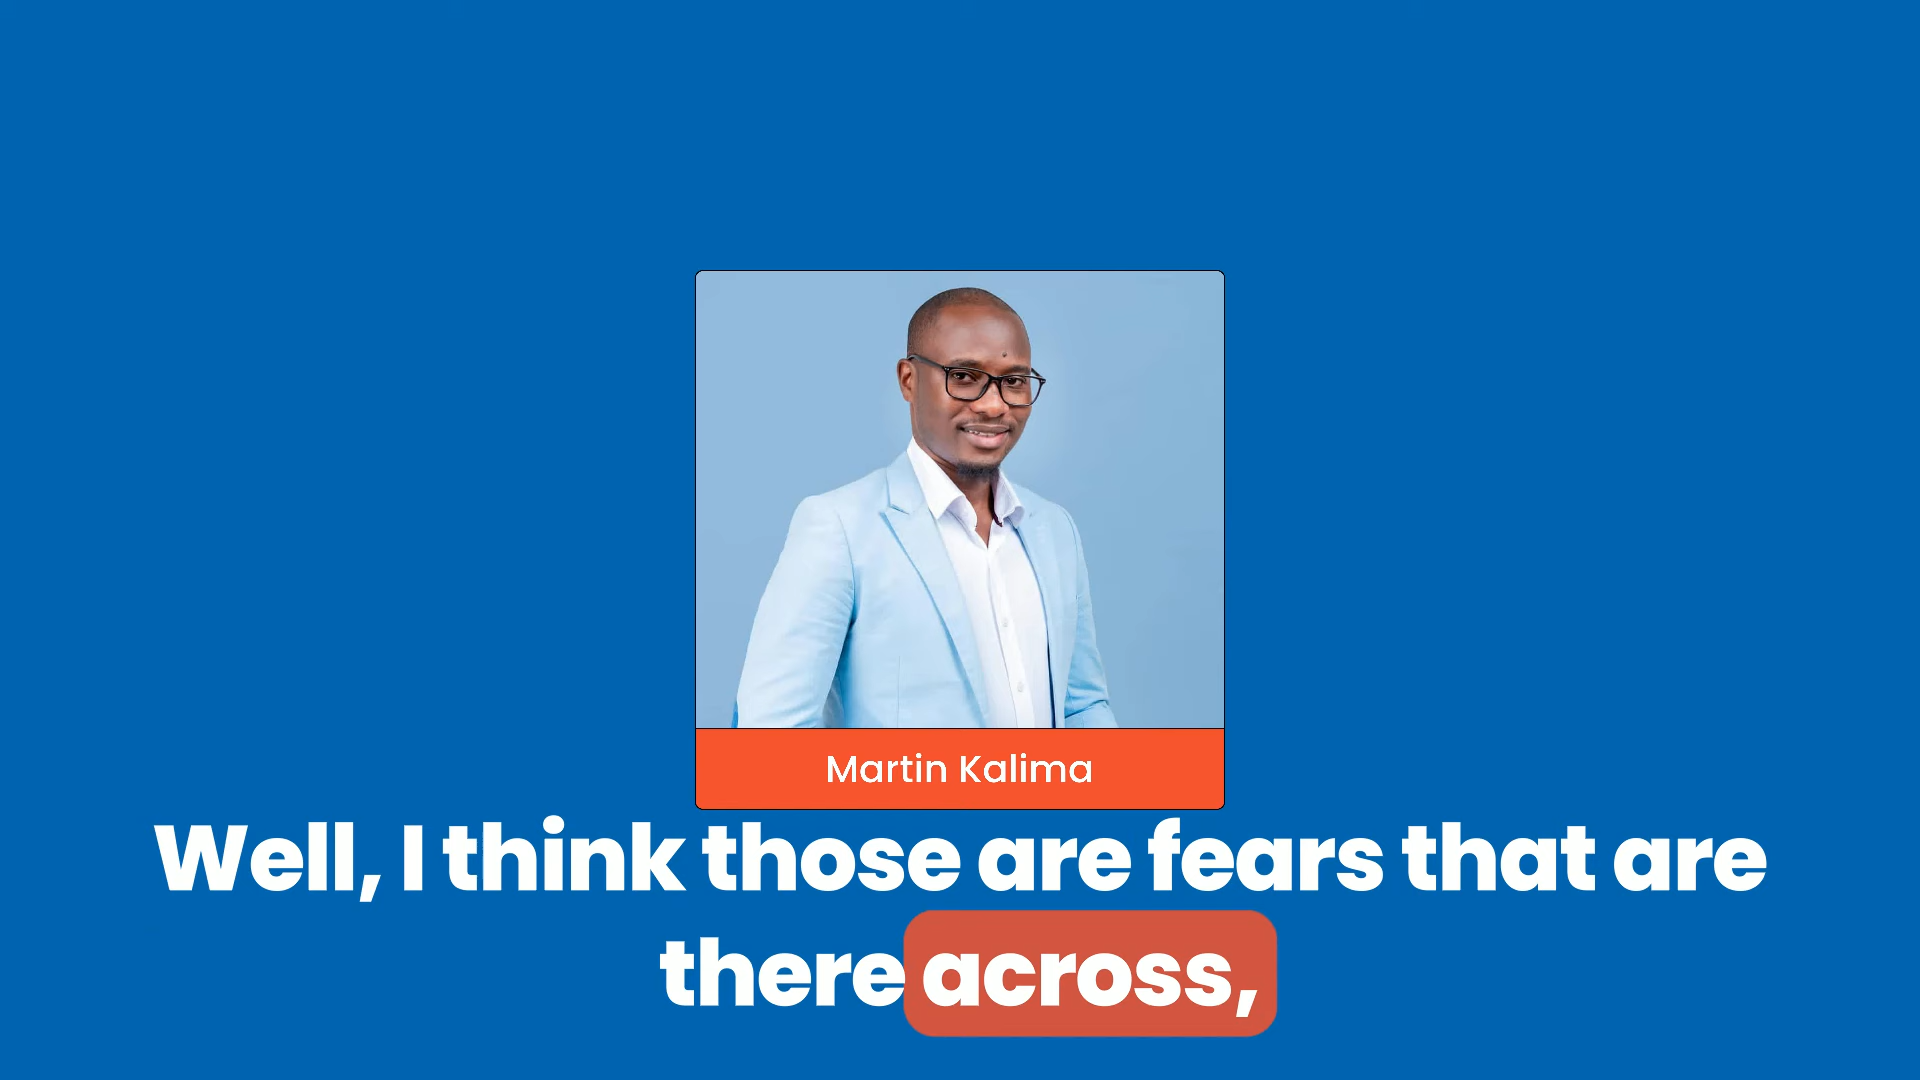 Martin Kalima
Well, I think those are fears that are
there across,